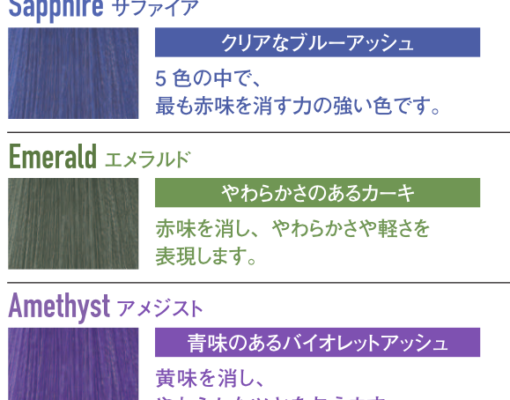 Sapphire サファイア
クリアなブルーアッシュ
5色の中で、
最も赤味を消す力の強い色です。
Emerald エメラルド
やわらかさのあるカーキ
赤味を消し、やわらかさや軽さを
表現します。
Amethyst アメジスト
青味のあるバイオレットアッシュ
黄味を消し、